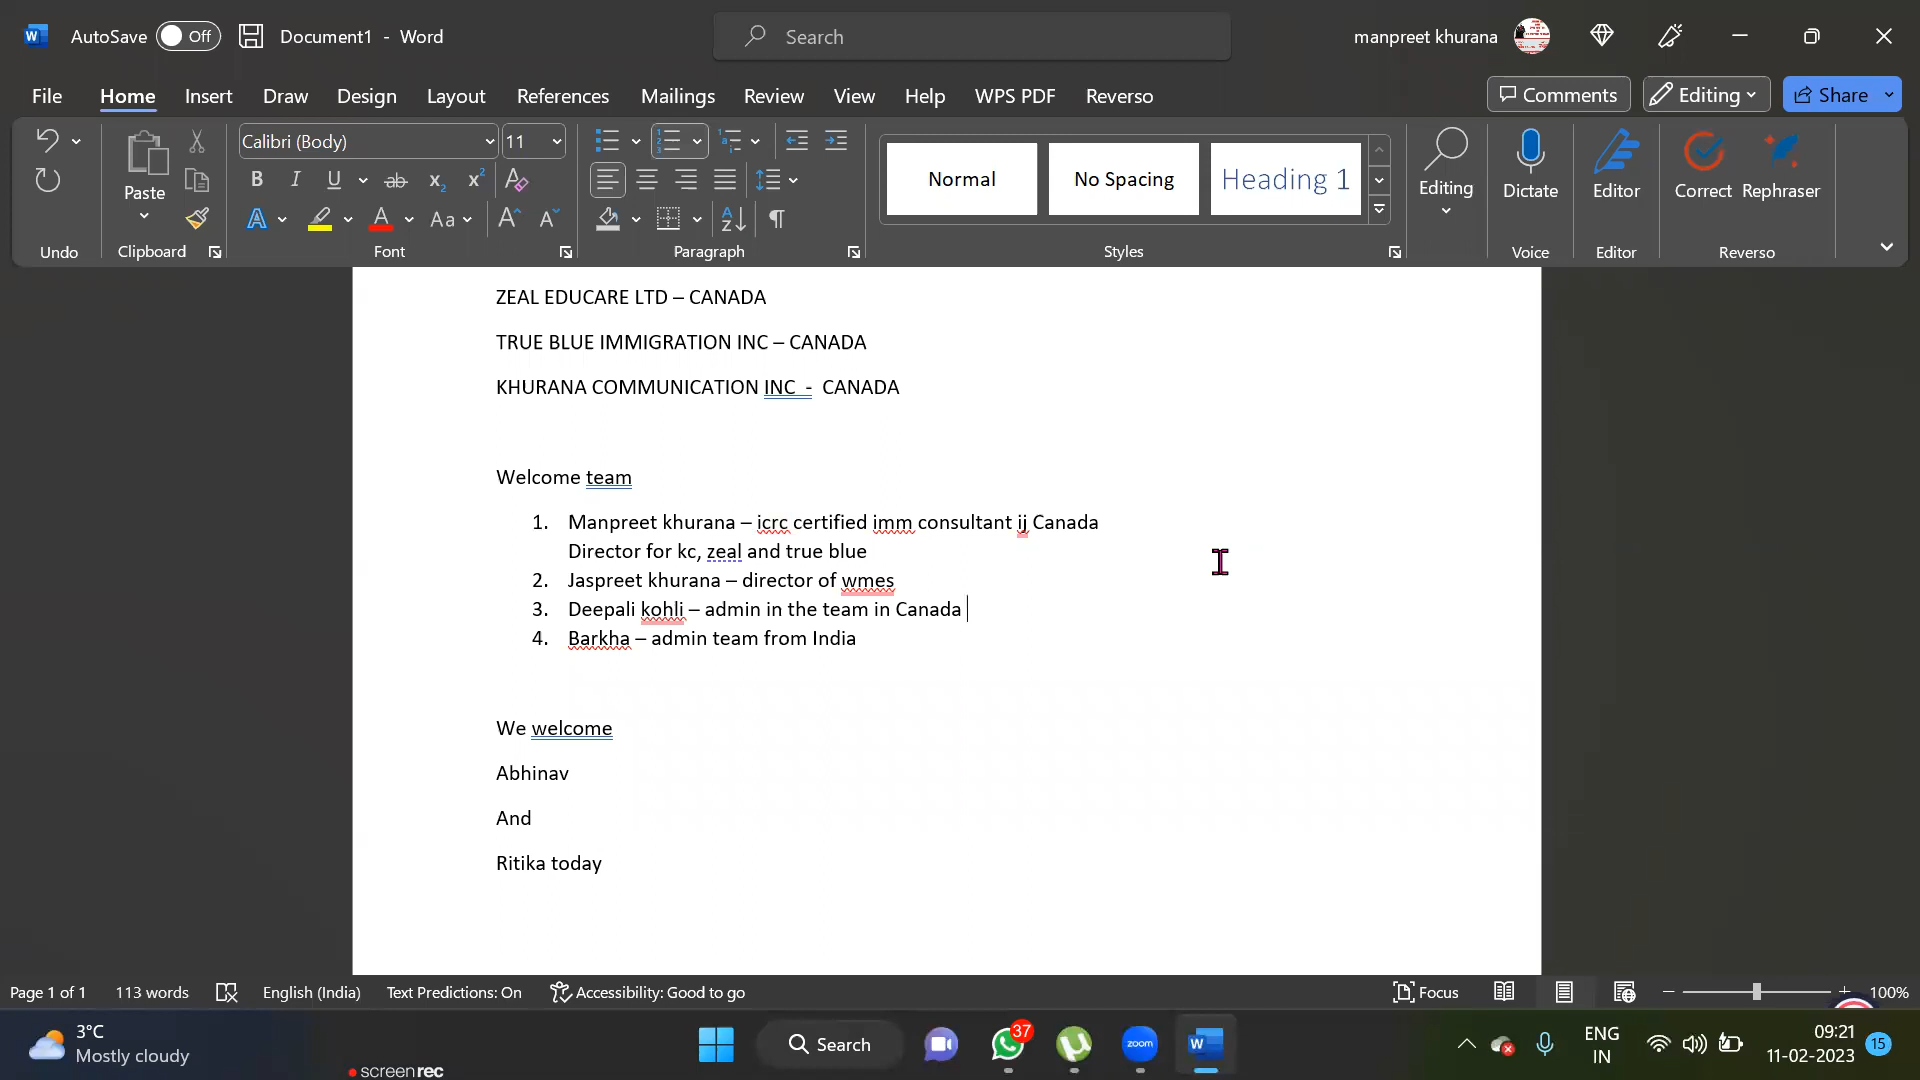 AutoSave Off Document1 - Word Search manpreet khurana
File Home Insert Draw Design Layout References Mailings Review View Help WPS PDF Reverso Comments Editing Share
Calibri (Body) 11
Paste
Normal No Spacing Heading 1
Editing Dictate Editor Correct Rephraser
Undo Clipboard Font Paragraph Styles Voice Editor Reverso
ZEAL EDUCARE LTD – CANADA
TRUE BLUE IMMIGRATION INC – CANADA
KHURANA COMMUNICATION INC - CANADA
Welcome team
1. Manpreet khurana – icrc certified imm consultant ij Canada
Director for kc, zeal and true blue
2. Jaspreet khurana – director of wmes
3. Deepali kohli – admin in the team in Canada
4. Barkha – admin team from India
We welcome
Abhinav
And
Ritika today
Page 1 of 1 113 words English (India) Text Predictions: On Accessibility: Good to go Focus 100%
3°C
Mostly cloudy
Search
37
zoom
ENG
IN
09:21
11-02-2023
15
screenrec